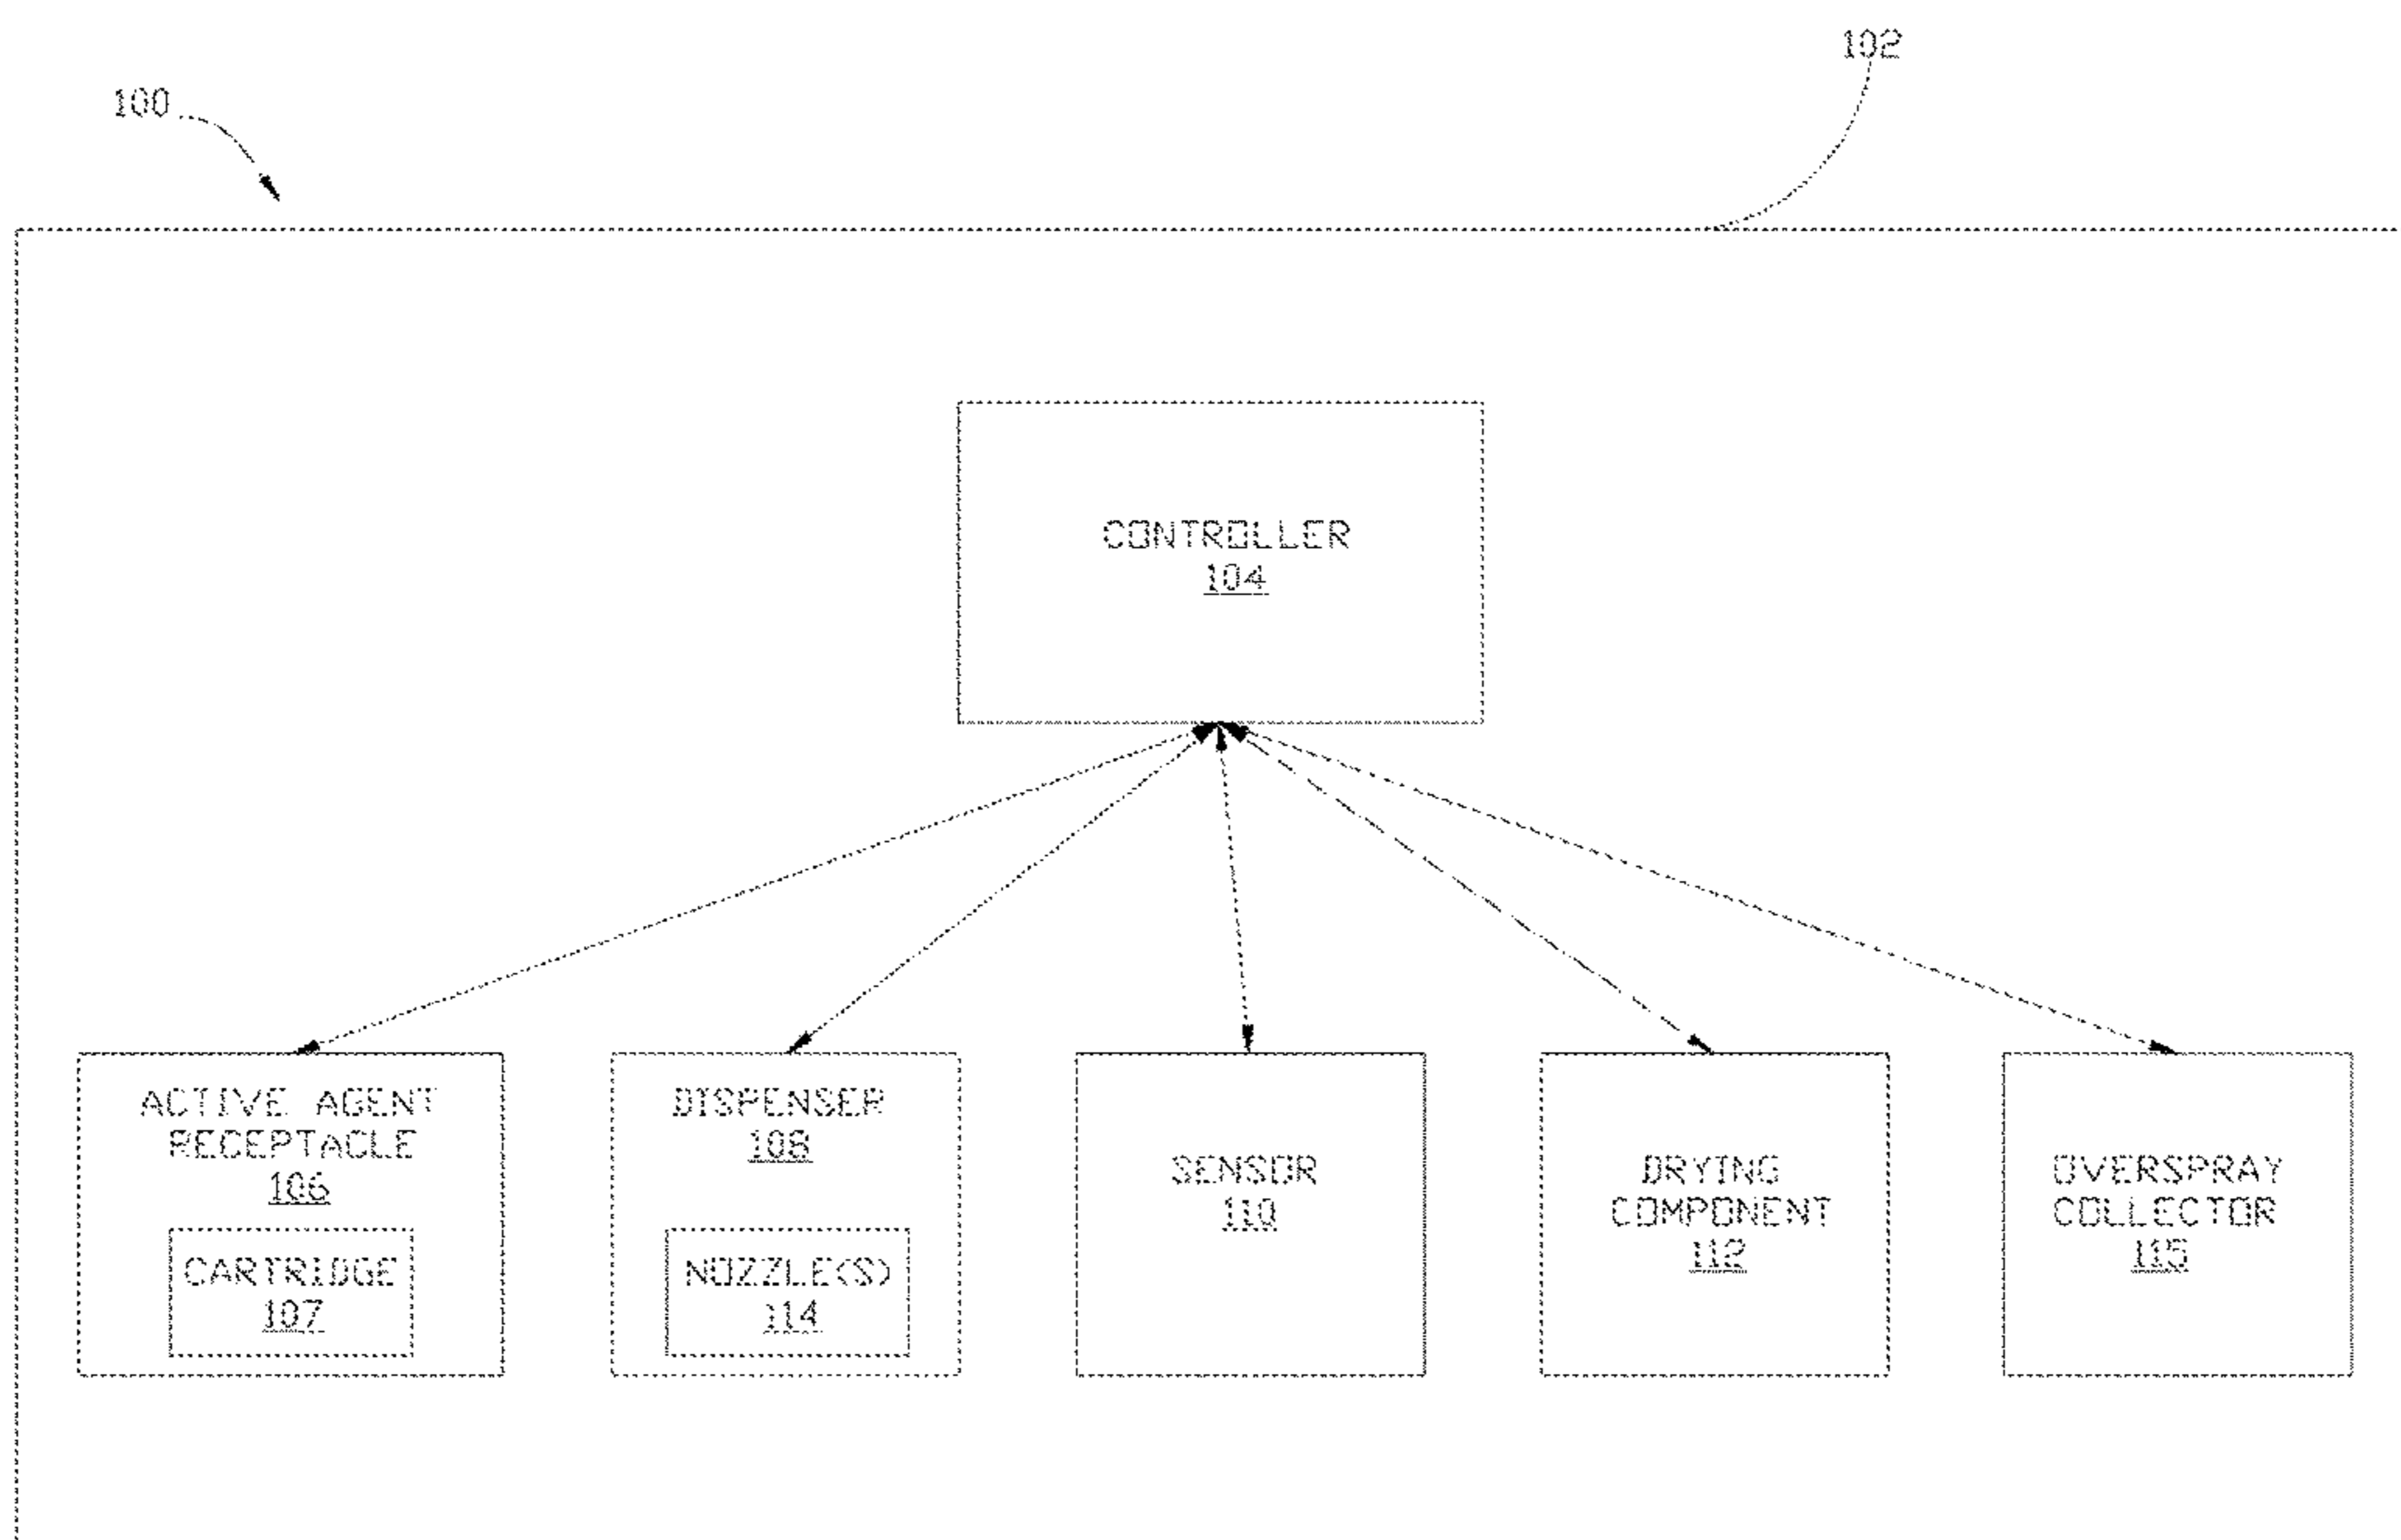 102
100
CONTROLLER
104
ACTIVE AGENT
RECEPTACLE
106
CARTRIDGE
107
DISPENSER
108
NOZZLE(S)
114
SENSOR
110
DRYING
COMPONENT
112
OVERSPRAY
COLLECTOR
115